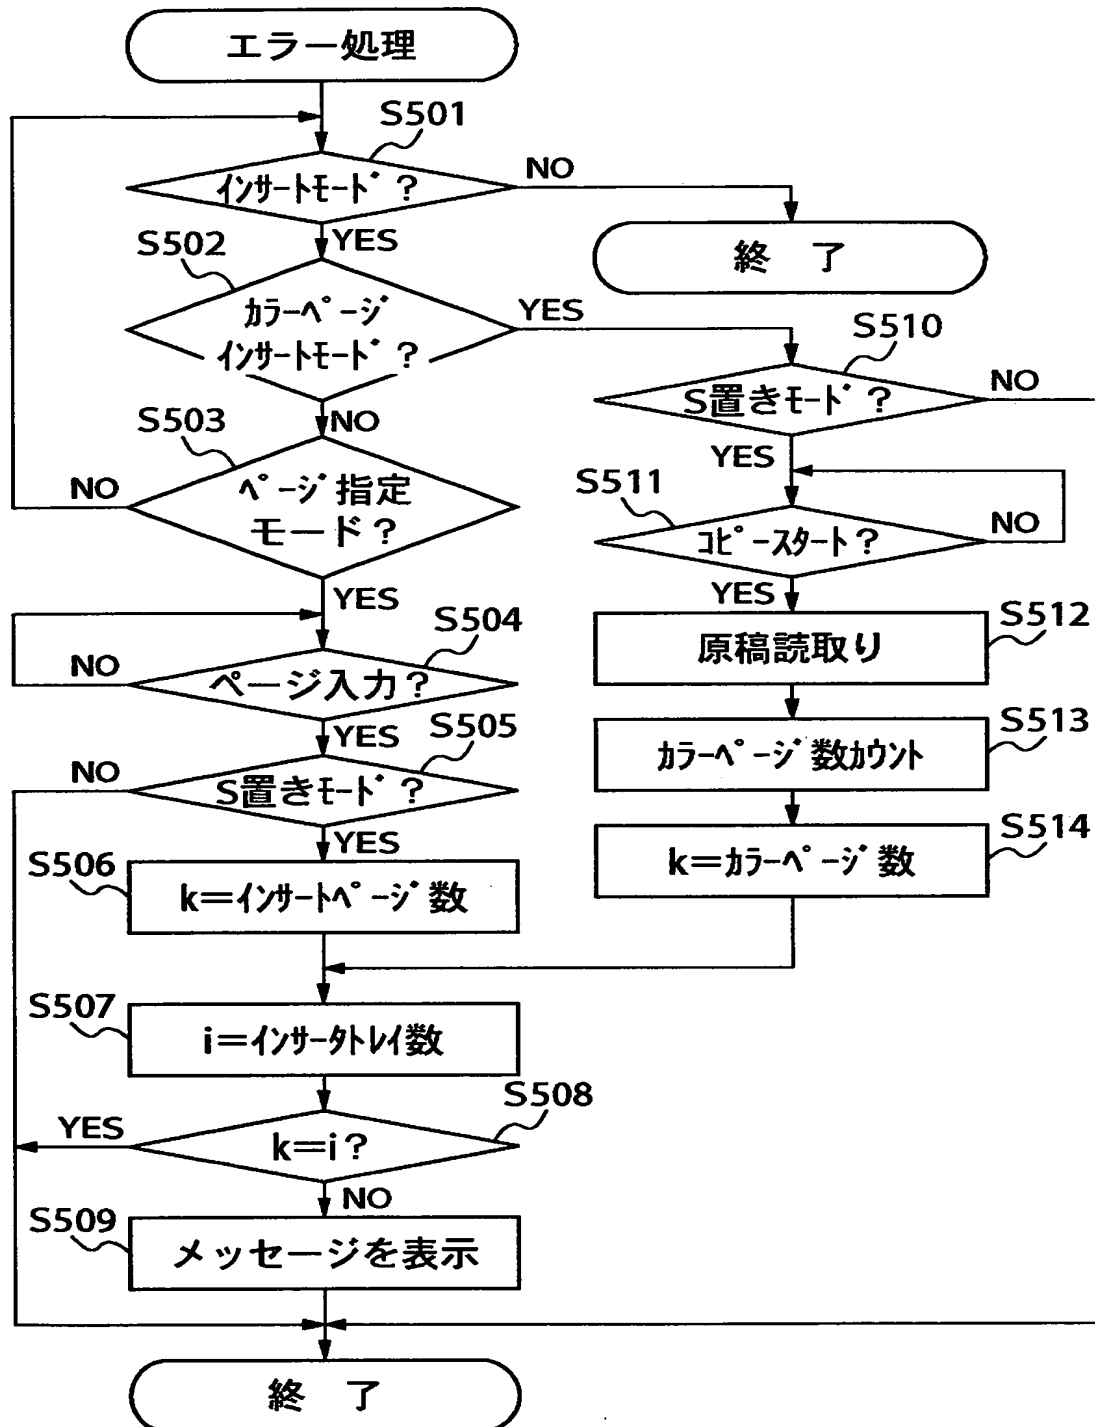 エラー処理
S501
インサートモード？
NO
YES
終 了
S502
カラーページ
インサートモード？
YES
NO
S510
S置きモード？
NO
YES
S503
ページ指定
モード？
NO
YES
S511
コピースタート？
NO
YES
S504
ページ入力？
NO
YES
S512
原稿読取り
S505
S置きモード？
NO
YES
S513
カラーページ数カウント
S506
k＝インサートページ数
S514
k＝カラーページ数
S507
i＝インサータトレイ数
S508
k＝i？
YES
NO
S509
メッセージを表示
終 了